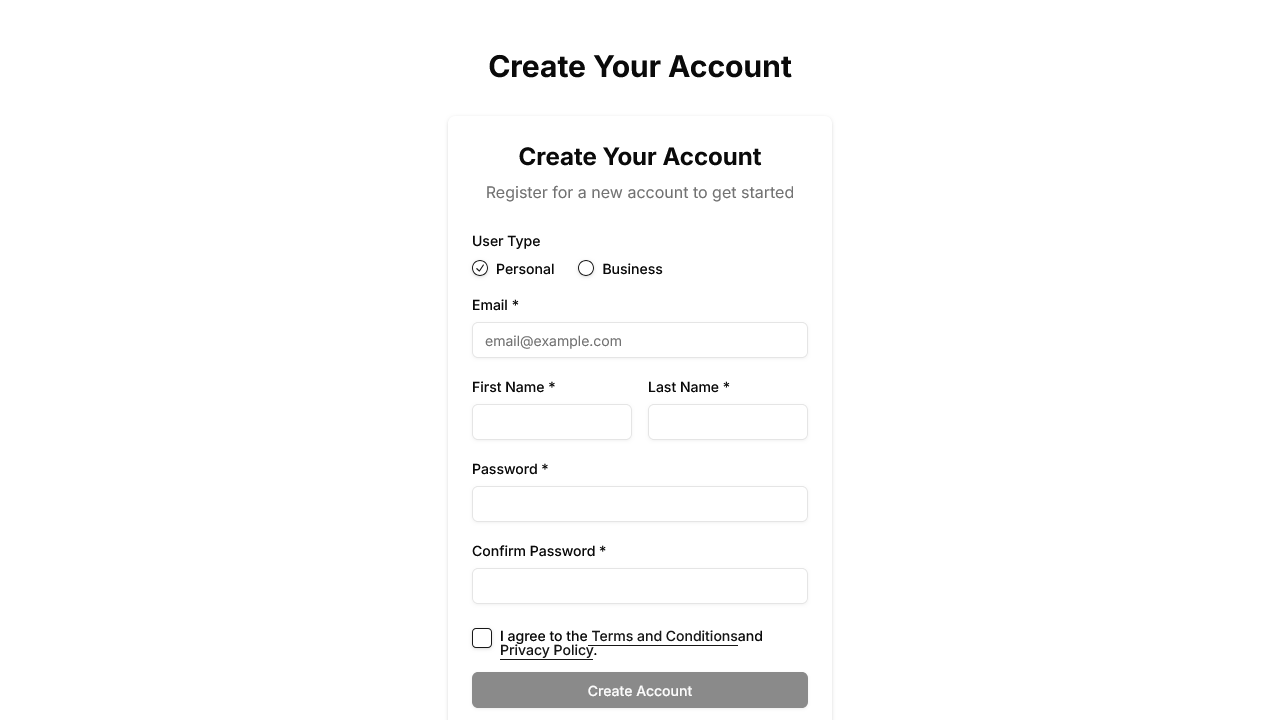 Create Your Account
Create Your Account
Register for a new account to get started
User Type
Personal Business
Email *
email@example.com
First Name * Last Name *
Password *
Confirm Password *
I agree to the Terms and Conditionsand
Privacy Policy.
Create Account